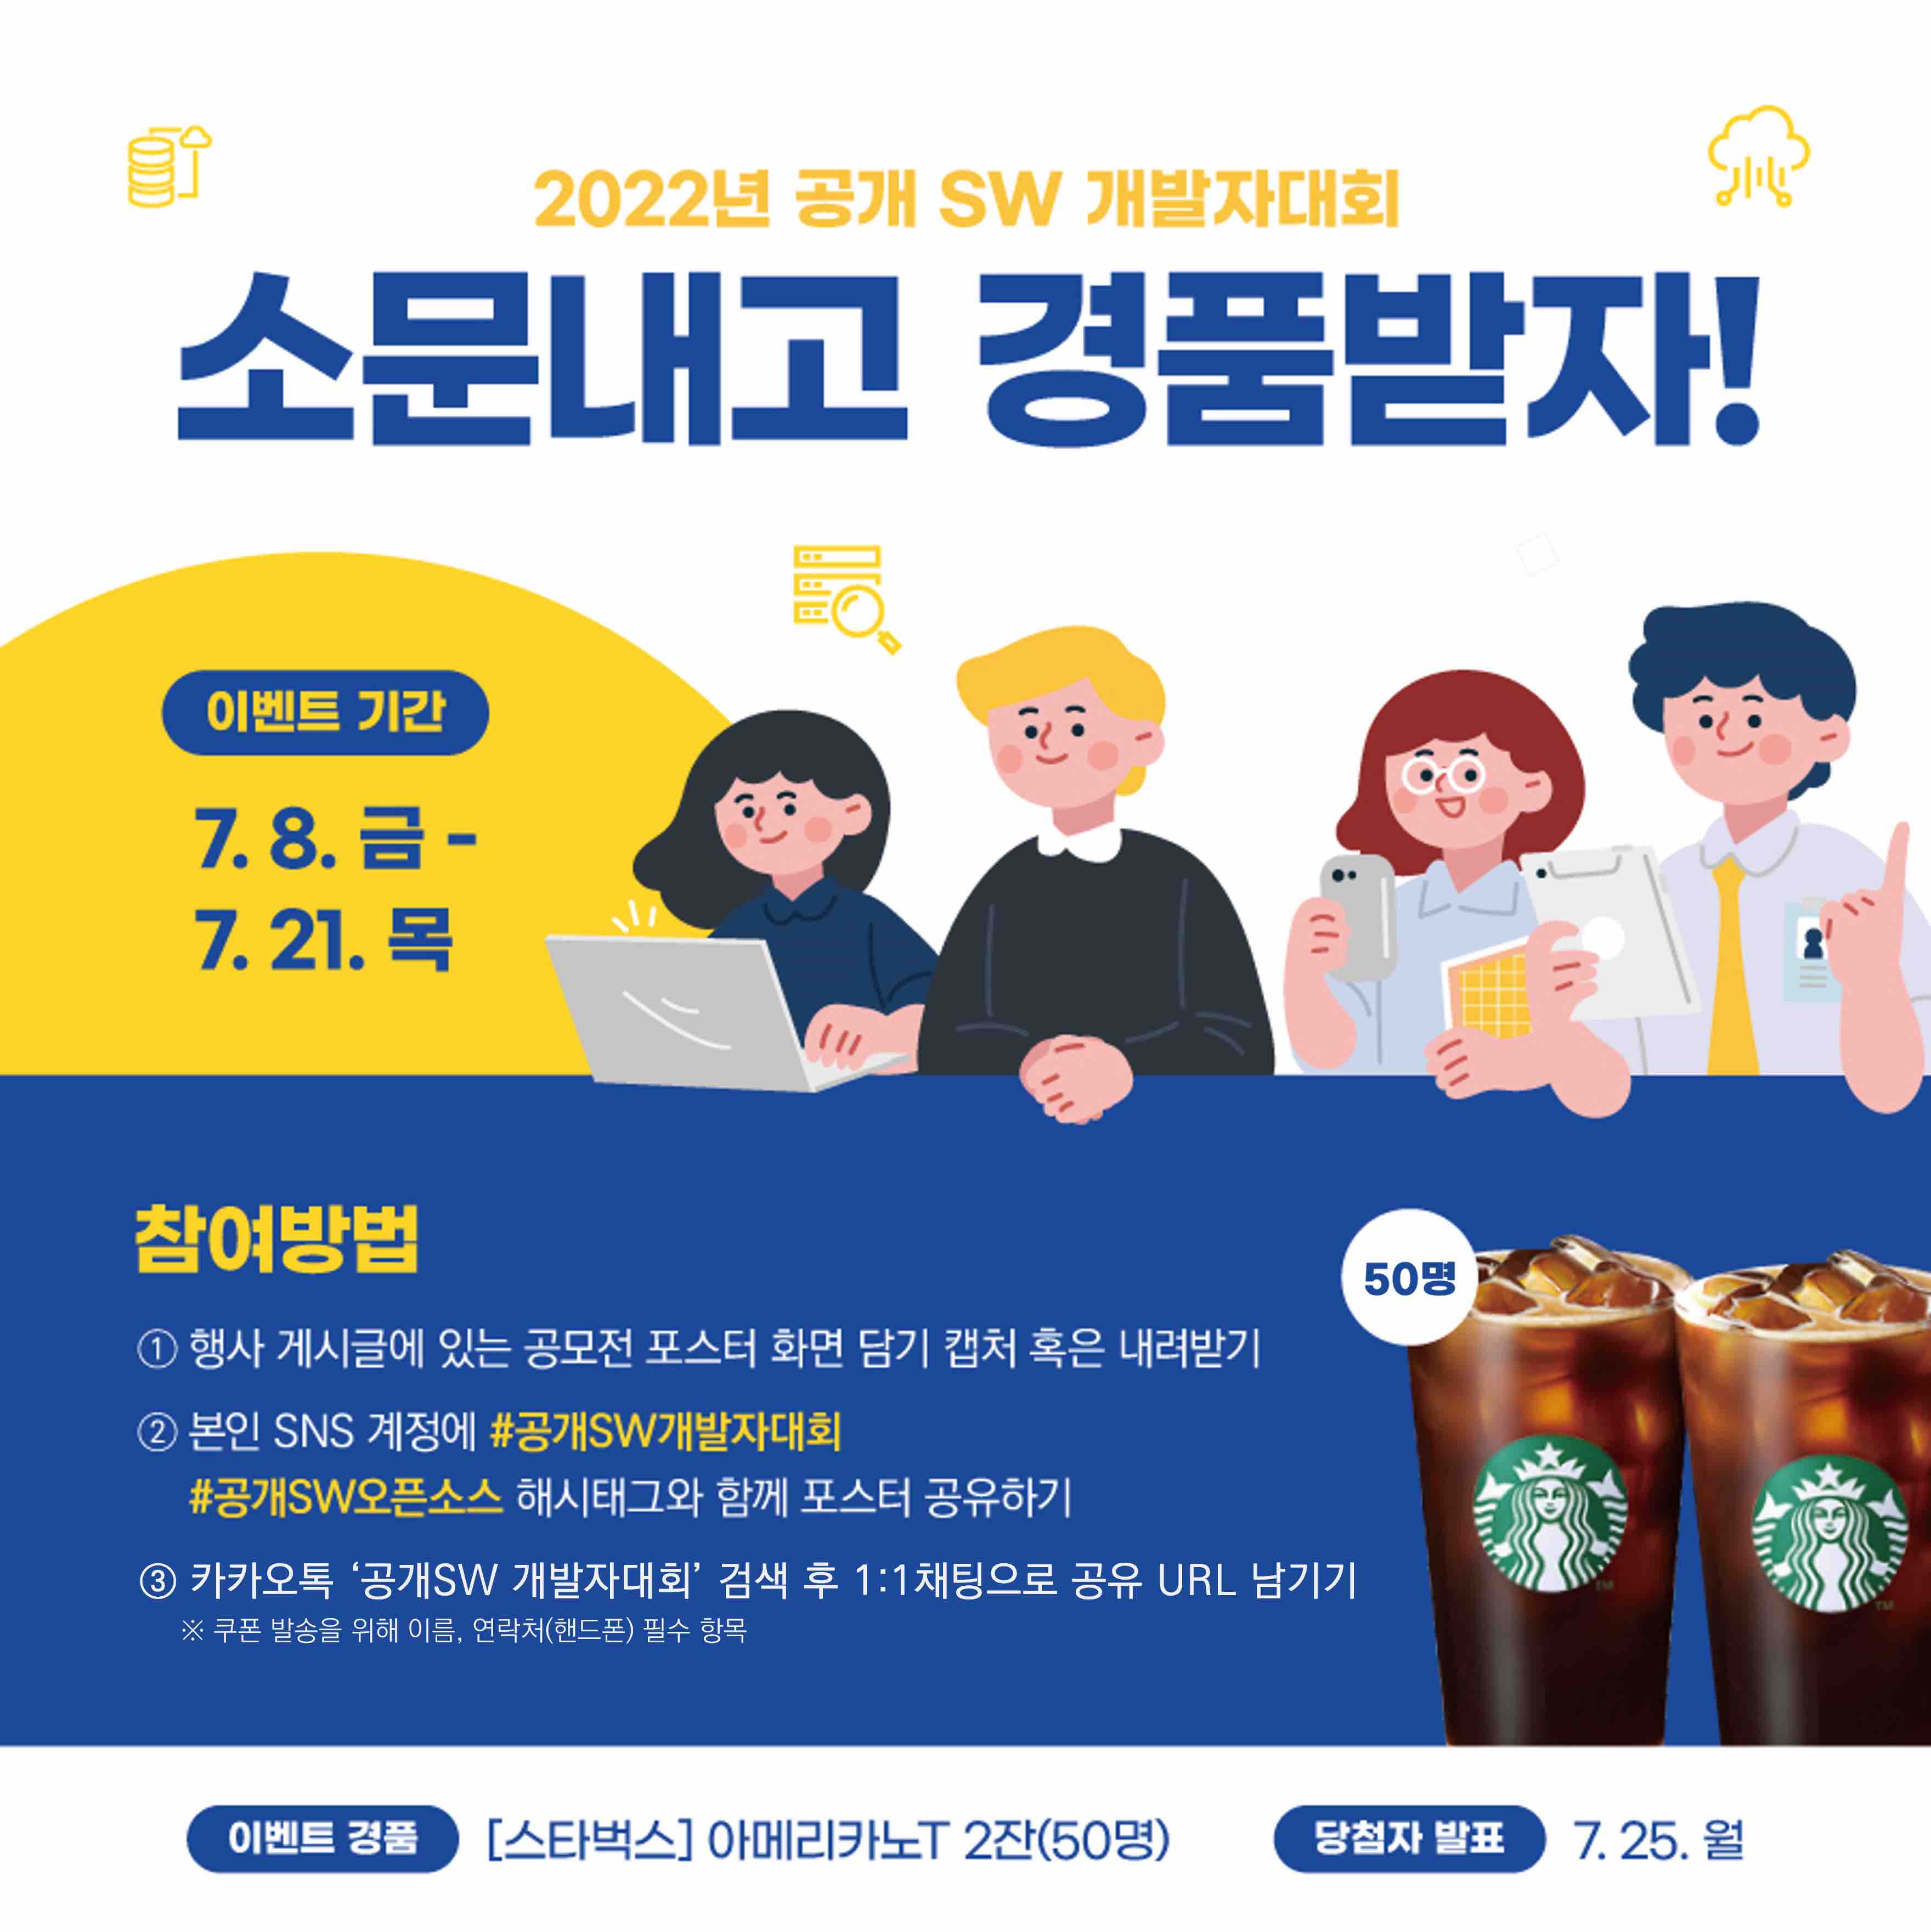 2022년 공개 SW 개발자대회
소문내고 경품받자!
이벤트 기간
7. 8. 금 -
7. 21. 목
참여방법
① 행사 게시글에 있는 공모전 포스터 화면 담기 캡처 혹은 내려받기
② 본인 SNS 계정에 #공개SW개발자대회
#공개SW오픈소스 해시태그와 함께 포스터 공유하기
③ 카카오톡 ‘공개SW 개발자대회’ 검색 후 1:1채팅으로 공유 URL 남기기
※ 쿠폰 발송을 위해 이름, 연락처(핸드폰) 필수 항목
50명
TM
TM
이벤트 경품 [스타벅스] 아메리카노T 2잔(50명) 당첨자 발표 7. 25. 월